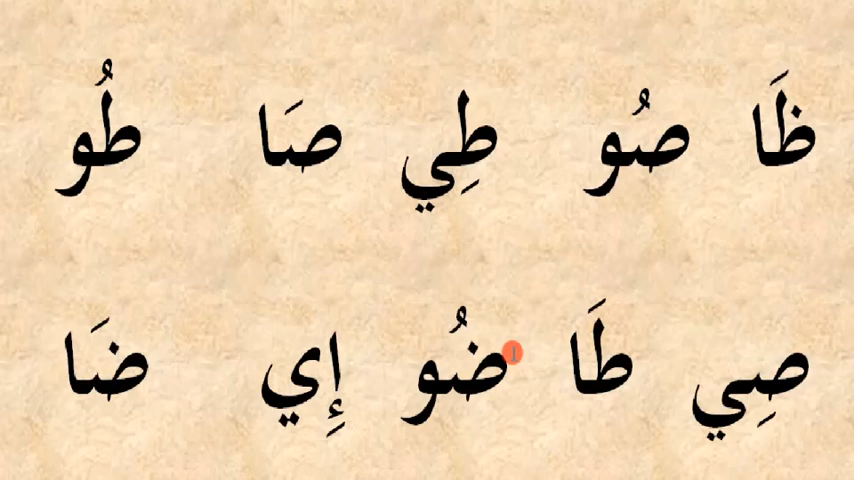 ظَا صُو طِي صَا طُو
صِي طَا ضُو إِي ضَا